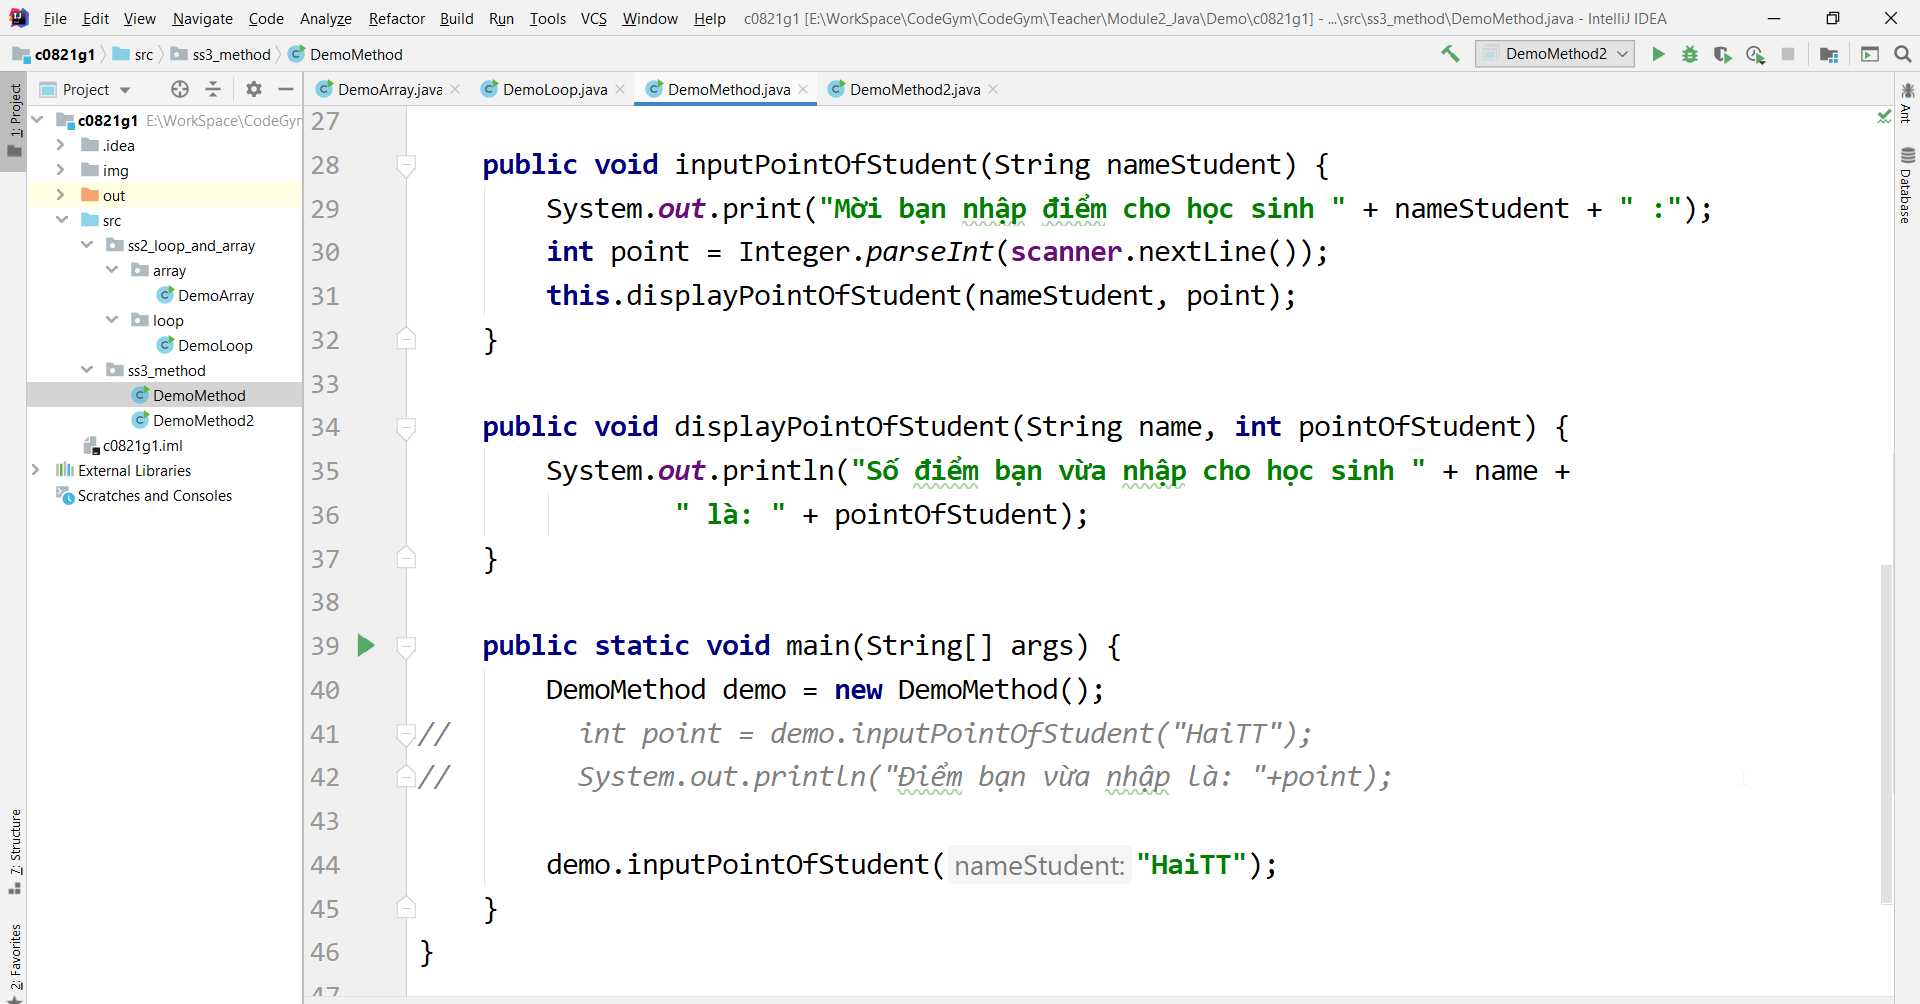 File Edit View Navigate Code Analyze Refactor Build Run Tools VCS Window Help c0821g1 [E:\WorkSpace\CodeGym\CodeGym\Teacher\Module2_Java\Demo\c0821g1] - ...\src\ss3_method\DemoMethod.java - IntelliJ IDEA
c0821g1 src ss3_method DemoMethod DemoMethod2
Project DemoArray.java DemoLoop.java DemoMethod.java DemoMethod2.java
1: Project
7: Structure
2: Favorites
Ant
Database
c0821g1 E:\WorkSpace\CodeGyn
.idea
img
out
src
ss2_loop_and_array
array
DemoArray
loop
DemoLoop
ss3_method
DemoMethod
DemoMethod2
c0821g1.iml
External Libraries
Scratches and Consoles
27
28 public void inputPointOfStudent(String nameStudent) {
29 System.out.print("Mời bạn nhập điểm cho học sinh " + nameStudent + " :");
30 int point = Integer.parseInt(scanner.nextLine());
31 this.displayPointOfStudent(nameStudent, point);
32 }
33
34 public void displayPointOfStudent(String name, int pointOfStudent) {
35 System.out.println("Số điểm bạn vừa nhập cho học sinh " + name +
36 " là: " + pointOfStudent);
37 }
38
39 public static void main(String[] args) {
40 DemoMethod demo = new DemoMethod();
41 // int point = demo.inputPointOfStudent("HaiTT");
42 // System.out.println("Điểm bạn vừa nhập là: "+point);
43
44 demo.inputPointOfStudent( nameStudent: "HaiTT");
45 }
46 }
47